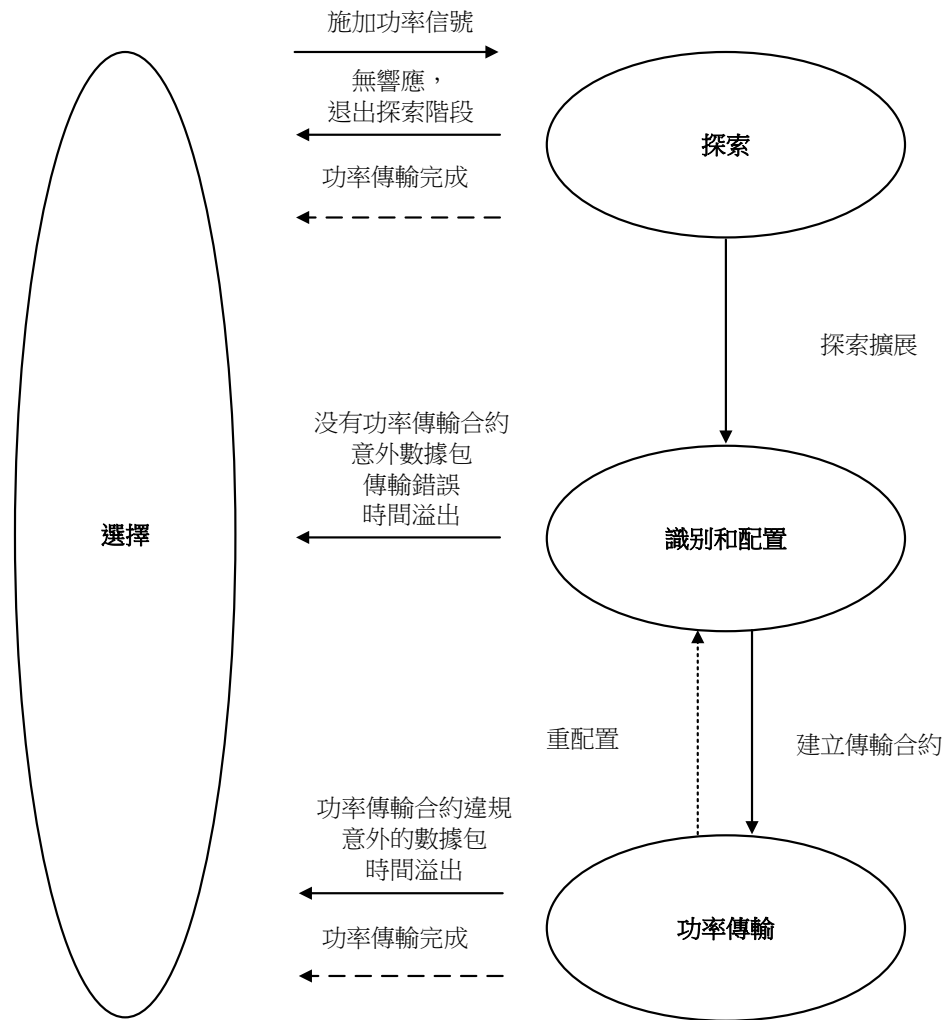 施加功率信號
無響應，
退出探索階段
探索
功率傳輸完成
探索擴展
没有功率傳輸合約
意外數據包
傳輸錯誤
時間溢出
選擇
識别和配置
重配置
建立傳輸合約
功率傳輸合約違規
意外的數據包
時間溢出
功率傳輸
功率傳輸完成